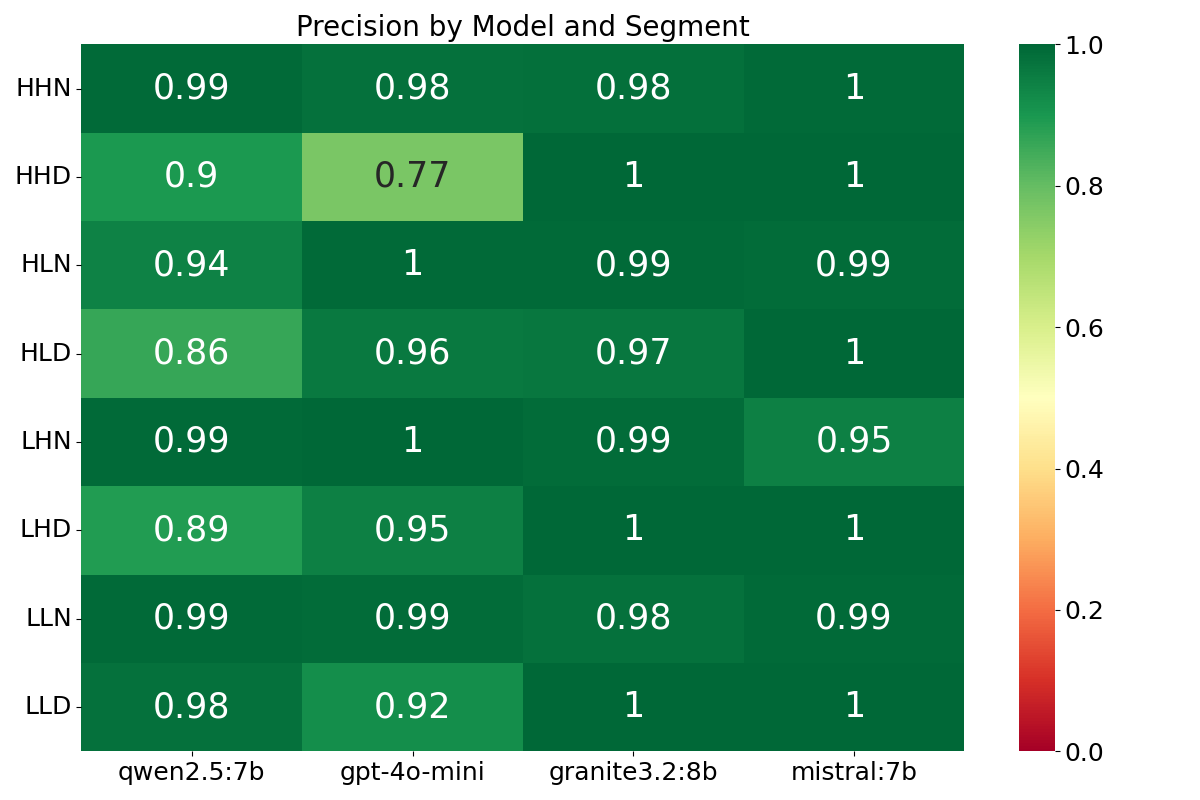 Precision by Model and Segment
HHN 0.99 0.98 0.98 1
HHD 0.9 0.77 1 1
HLN 0.94 1 0.99 0.99
HLD 0.86 0.96 0.97 1
LHN 0.99 1 0.99 0.95
LHD 0.89 0.95 1 1
LLN 0.99 0.99 0.98 0.99
LLD 0.98 0.92 1 1
qwen2.5:7b gpt-4o-mini granite3.2:8b mistral:7b
1.0
0.8
0.6
0.4
0.2
0.0